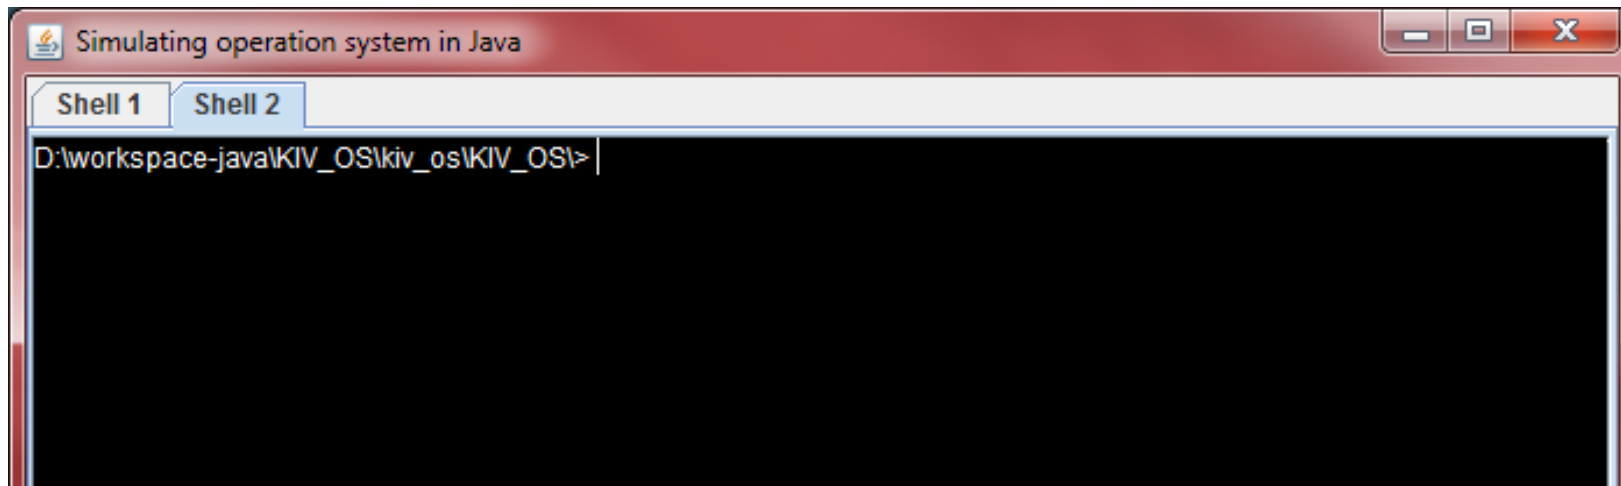 Simulating operation system in Java
Shell 1 Shell 2
D:\workspace-java\KIV_OS\kiv_os\KIV_OS\>